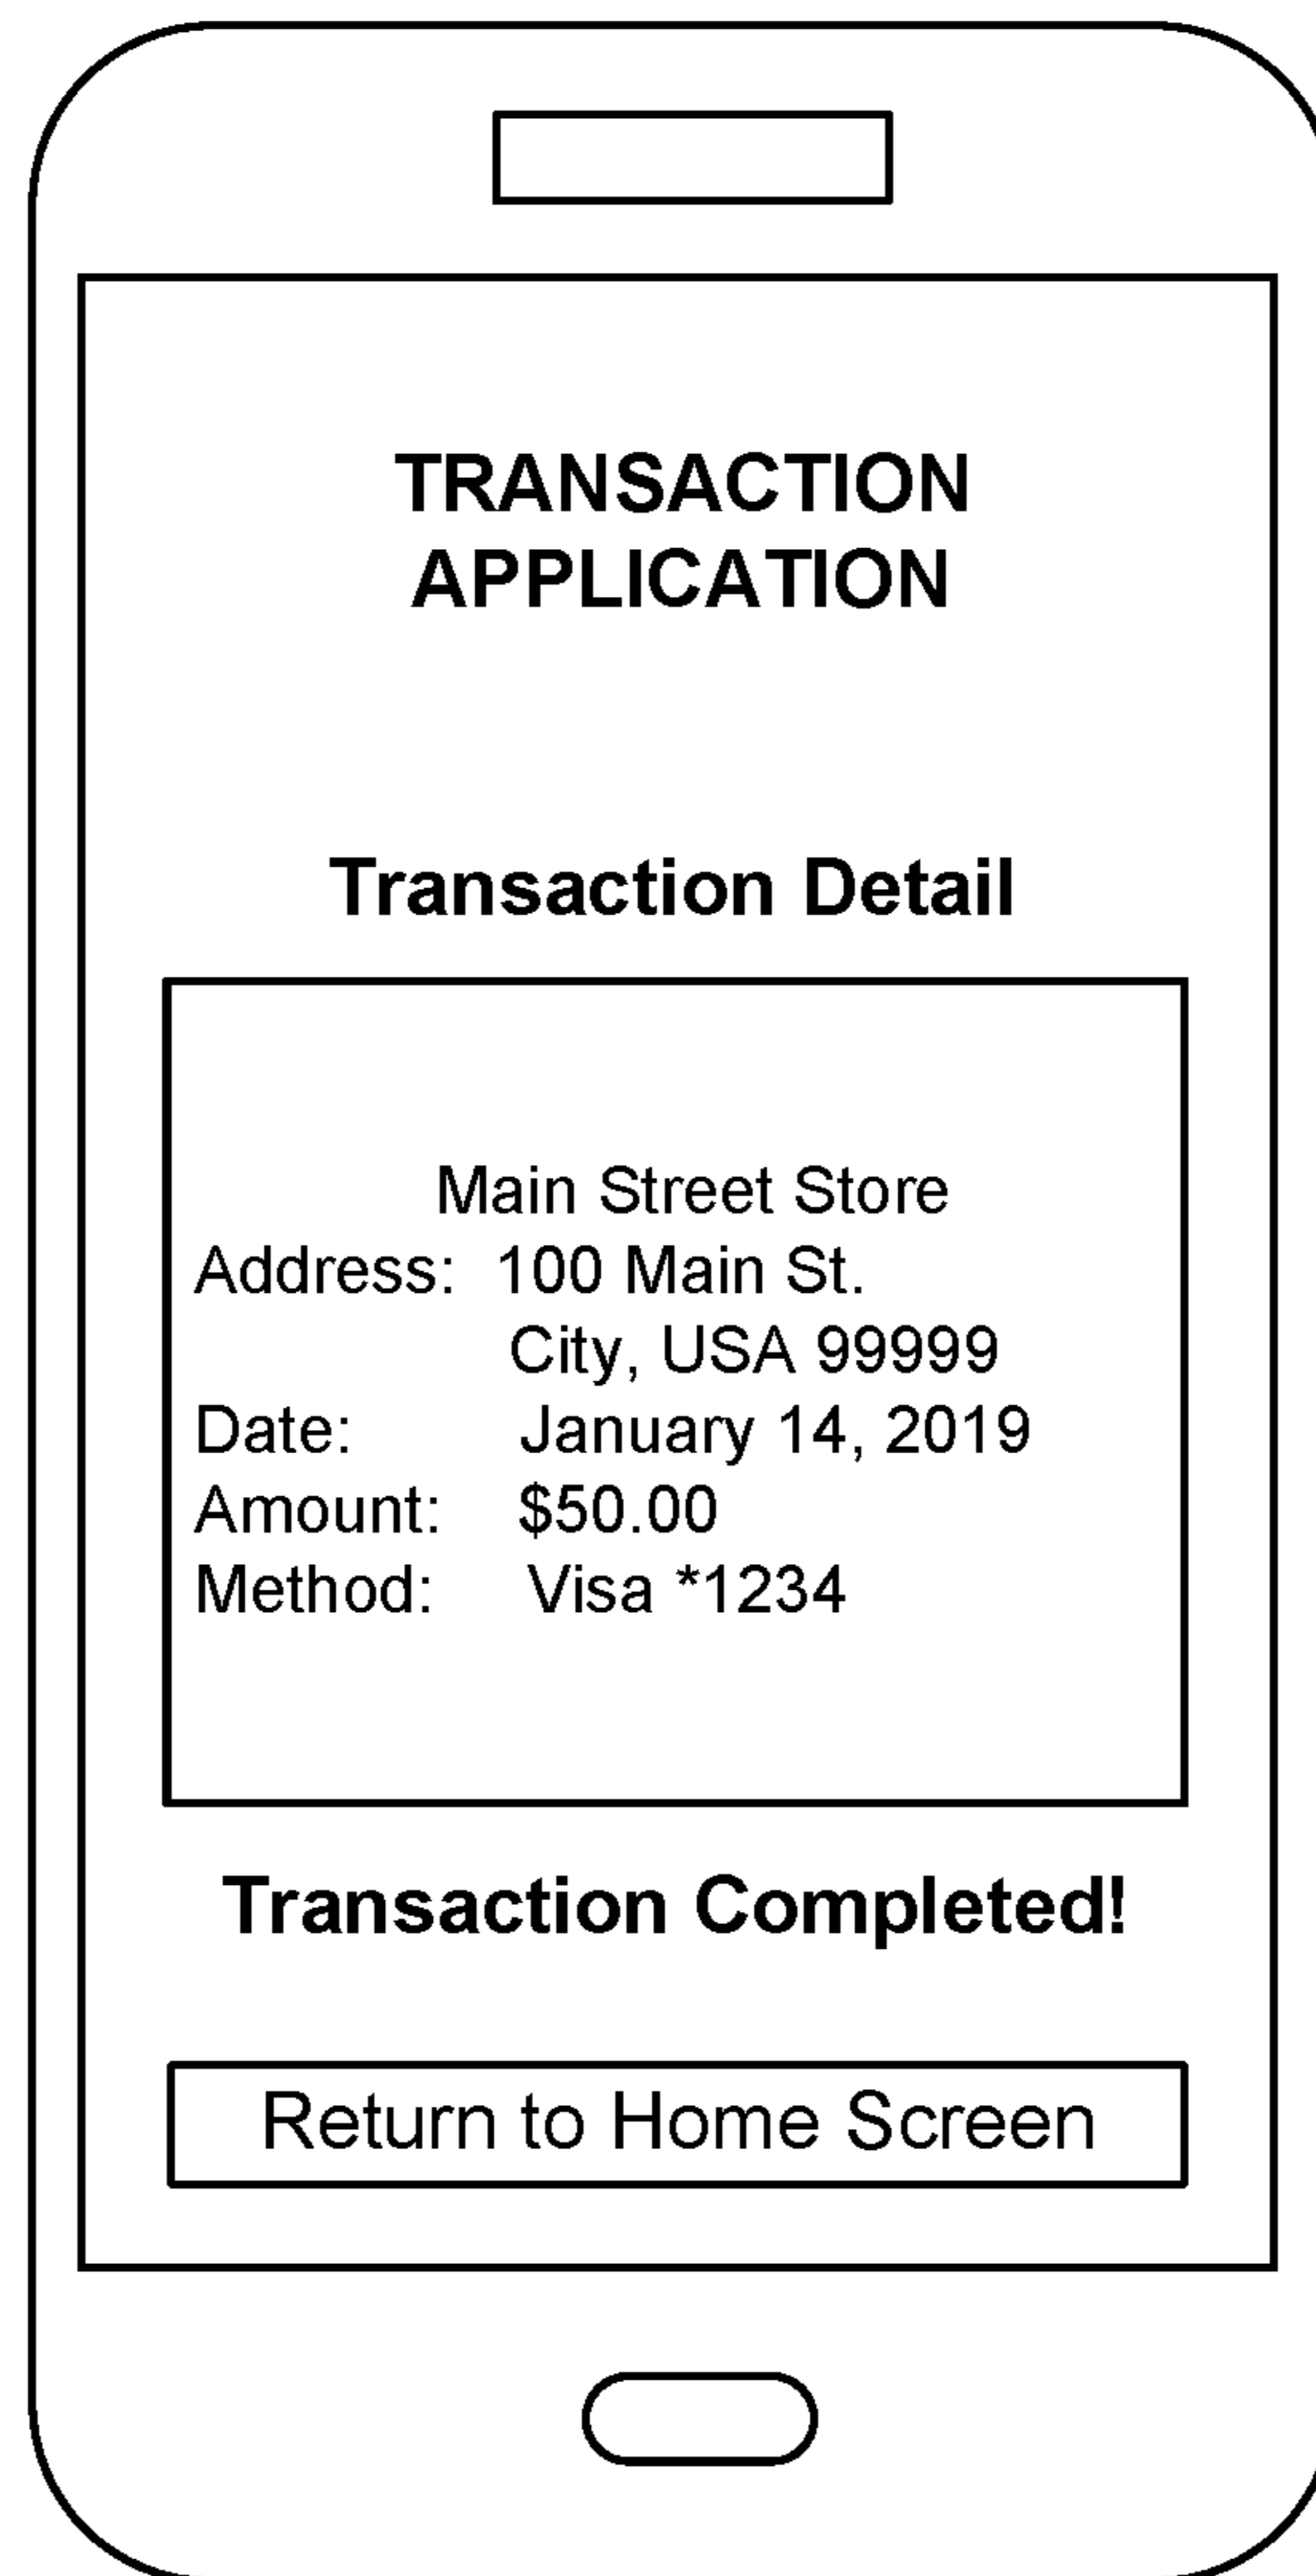 TRANSACTION
APPLICATION
Transaction Detail
Main Street Store
Address: 100 Main St.
City, USA 99999
Date: January 14, 2019
Amount: $50.00
Method: Visa *1234
Transaction Completed!
Return to Home Screen